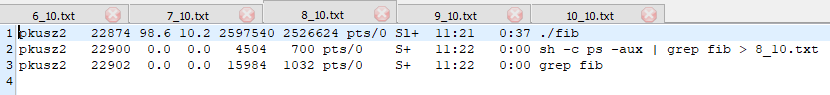 6_10.txt 7_10.txt 8_10.txt 9_10.txt 10_10.txt
1 pkusz2 22874 98.6 10.2 2597540 2526624 pts/0 Sl+ 11:21 0:37 ./fib
2 pkusz2 22900 0.0 0.0 4504 700 pts/0 S+ 11:22 0:00 sh -c ps -aux | grep fib > 8_10.txt
3 pkusz2 22902 0.0 0.0 15984 1032 pts/0 S+ 11:22 0:00 grep fib
4